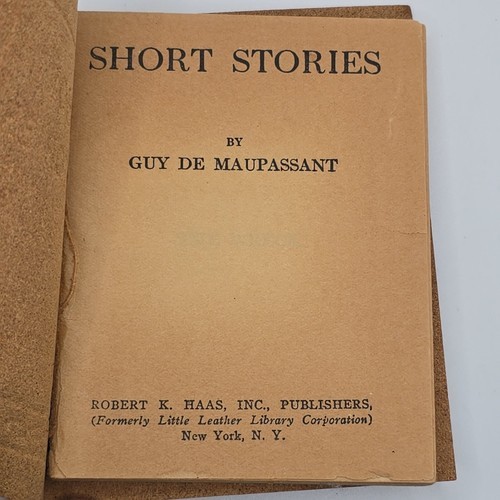 SHORT STORIES
BY
GUY DE MAUPASSANT
ROBERT K. HAAS, INC., PUBLISHERS,
(Formerly Little Leather Library Corporation)
New York, N. Y.